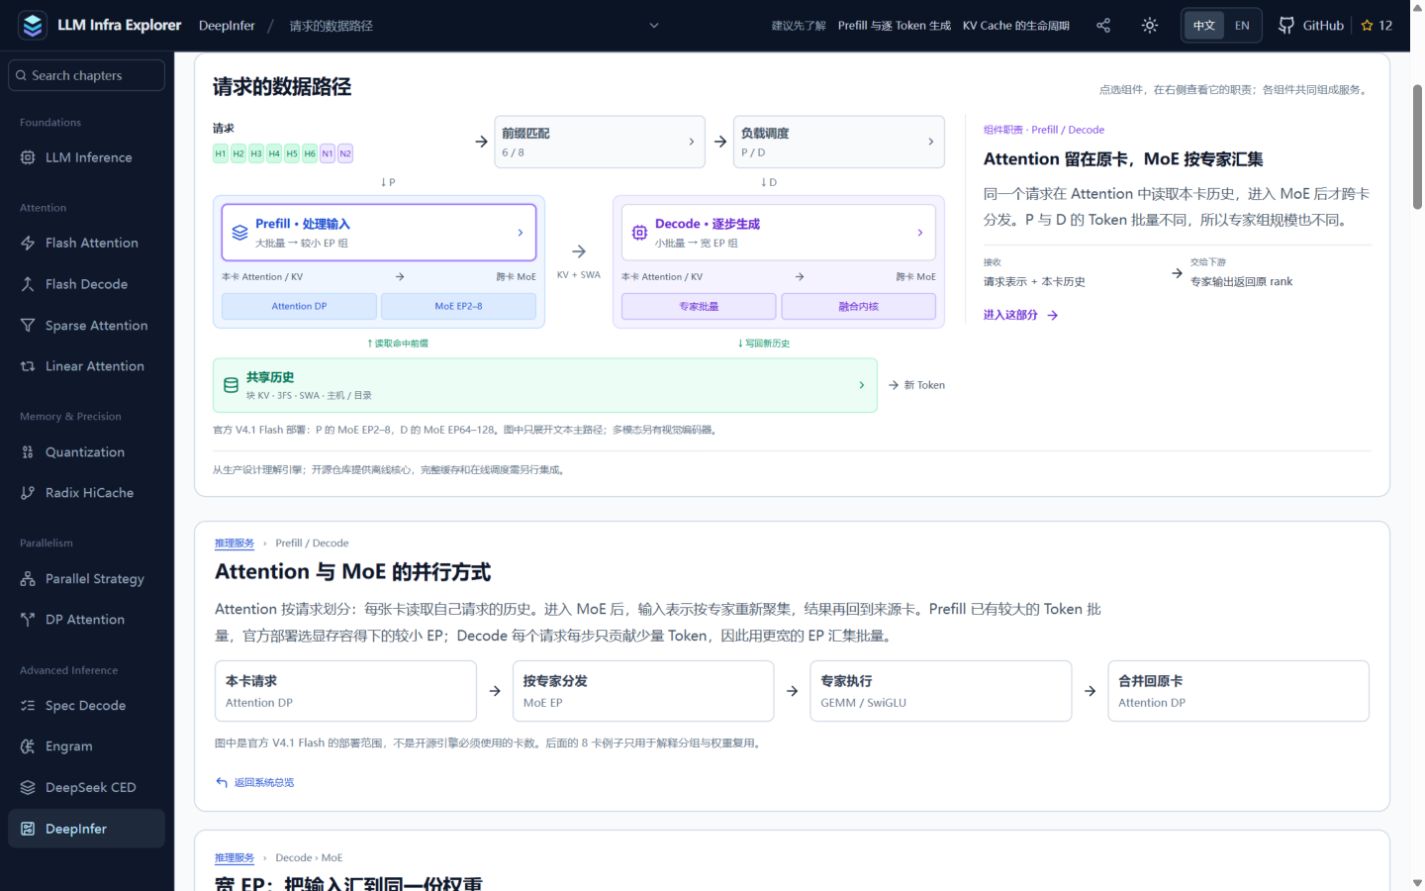 LLM Infra Explorer
DeepInfer / 请求的数据路径
建议先了解 Prefill 与逐 Token 生成 KV Cache 的生命周期
中文 EN
GitHub 12
Search chapters
Foundations
LLM Inference
Attention
Flash Attention
Flash Decode
Sparse Attention
Linear Attention
Memory & Precision
Quantization
Radix HiCache
Parallelism
Parallel Strategy
DP Attention
Advanced Inference
Spec Decode
Engram
DeepSeek CED
DeepInfer
请求的数据路径
点选组件，在右侧查看它的职责；各组件共同组成服务。
请求
H1 H2 H3 H4 H5 H6 N1 N2
→ 前缀匹配
6 / 8
→ 负载调度
P / D
↓ P
↓ D
Prefill · 处理输入
大批量 → 较小 EP 组
本卡 Attention / KV → 跨卡 MoE
Attention DP
MoE EP2–8
→
KV + SWA
Decode · 逐步生成
小批量 → 宽 EP 组
本卡 Attention / KV → 跨卡 MoE
专家批量
融合内核
↑ 读取命中前缀
↓ 写回新历史
共享历史
块 KV · 3FS · SWA · 主机 / 目录
→ 新 Token
官方 V4.1 Flash 部署：P 的 MoE EP2–8，D 的 MoE EP64–128。图中只展开文本主路径；多模态另有视觉编码器。
从生产设计理解引擎；开源仓库提供离线核心，完整缓存和在线调度需另行集成。
组件职责 · Prefill / Decode
Attention 留在原卡，MoE 按专家汇集
同一个请求在 Attention 中读取本卡历史，进入 MoE 后才跨卡
分发。P 与 D 的 Token 批量不同，所以专家组规模也不同。
接收
请求表示 + 本卡历史
→
交给下游
专家输出返回原 rank
进入这部分 →
推理服务 › Prefill / Decode
Attention 与 MoE 的并行方式
Attention 按请求划分：每张卡读取自己请求的历史。进入 MoE 后，输入表示按专家重新聚集，结果再回到来源卡。Prefill 已有较大的 Token 批
量，官方部署选显存容得下的较小 EP；Decode 每个请求每步只贡献少量 Token，因此用更宽的 EP 汇集批量。
本卡请求
Attention DP
→
按专家分发
MoE EP
→
专家执行
GEMM / SwiGLU
→
合并回原卡
Attention DP
图中是官方 V4.1 Flash 的部署范围，不是开源引擎必须使用的卡数。后面的 8 卡例子只用于解释分组与权重复用。
返回系统总览
推理服务 › Decode › MoE
宽 EP：把输入汇到同一份权重